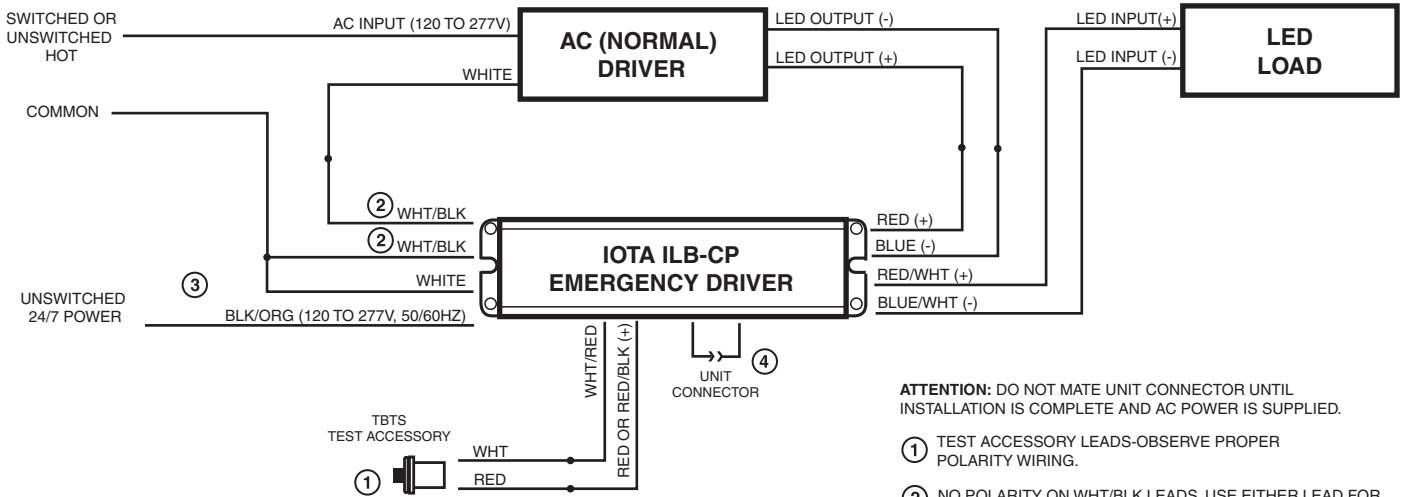 SWITCHED OR
UNSWITCHED
HOT
AC INPUT (120 TO 277V)
AC (NORMAL)
DRIVER
LED OUTPUT (-)
LED OUTPUT (+)
LED INPUT(+)
LED INPUT (-)
LED
LOAD
WHITE
COMMON
② WHT/BLK
② WHT/BLK
WHITE
③
UNSWITCHED
24/7 POWER
BLK/ORG (120 TO 277V, 50/60HZ)
IOTA ILB-CP
EMERGENCY DRIVER
RED (+)
BLUE (-)
RED/WHT (+)
BLUE/WHT (-)
WHT/RED
RED OR RED/BLK (+)
④
UNIT
CONNECTOR
TBTS
TEST ACCESSORY
WHT
RED
①
ATTENTION: DO NOT MATE UNIT CONNECTOR UNTIL
INSTALLATION IS COMPLETE AND AC POWER IS SUPPLIED.
① TEST ACCESSORY LEADS-OBSERVE PROPER
POLARITY WIRING.
② NO POLARITY ON WHT/BLK LEADS. USE EITHER LEAD FOR